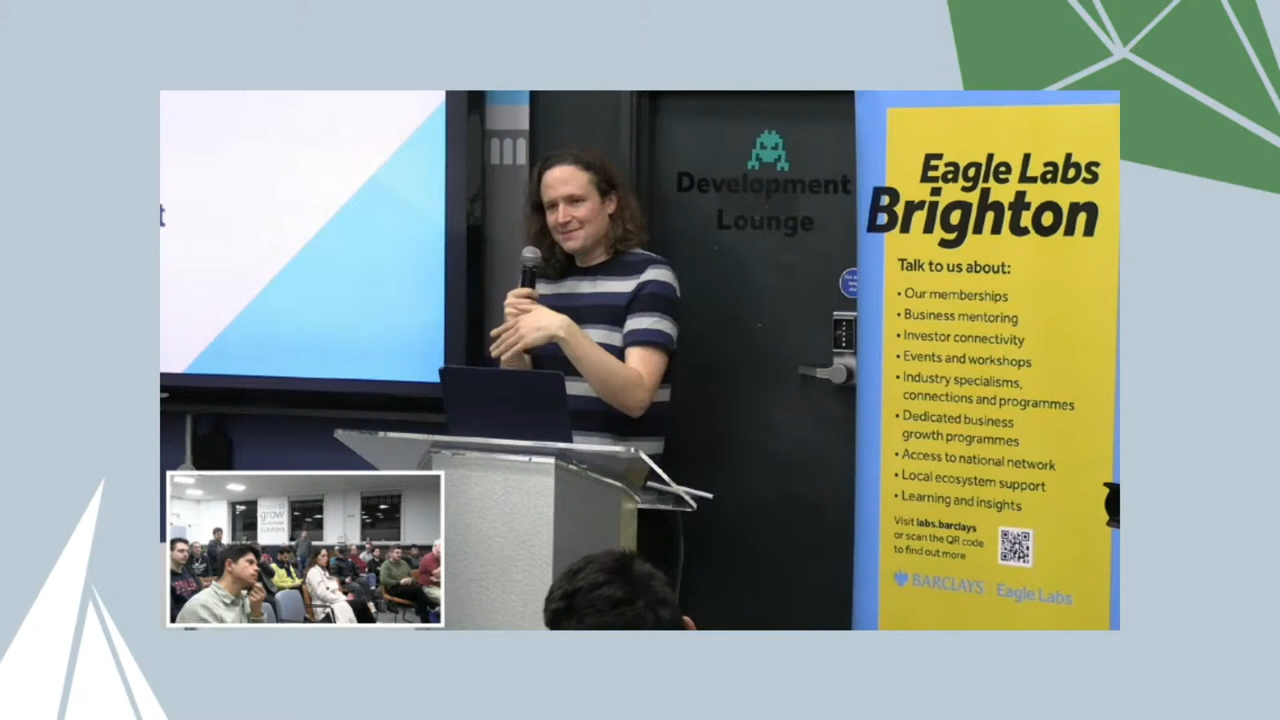 t
Development
Lounge
Eagle Labs
Brighton
Talk to us about:
• Our memberships
• Business mentoring
• Investor connectivity
• Events and workshops
• Industry specialisms,
connections and programmes
• Dedicated business
growth programmes
• Access to national network
• Local ecosystem support
• Learning and insights
Visit labs.barclays
or scan the QR code
to find out more
BARCLAYS Eagle Labs
grow